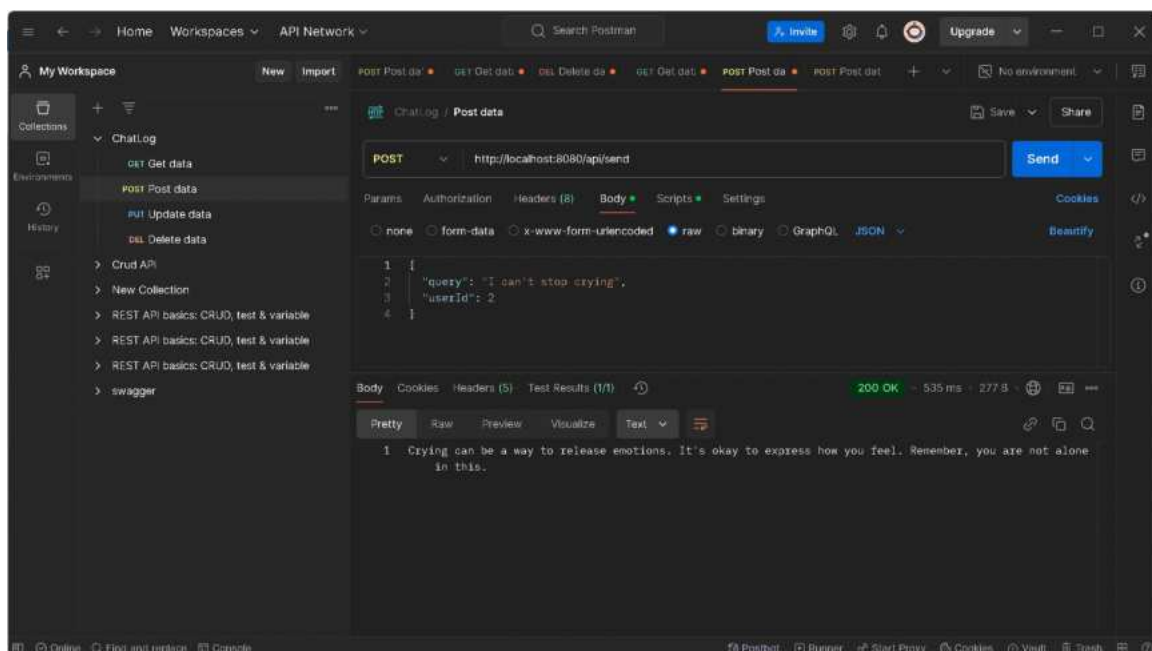 Home Workspaces API Network Search Postman Invite Upgrade
My Workspace New Import POST Post da GET Get dat DEL Delete da GET Get dat POST Post da POST Post dat No environment
Collections
ChatLog / Post data Save Share
ChatLog
GET Get data
POST http://localhost:8080/api/send Send
Environments
POST Post data
PUT Update data
Params Authorization Headers (8) Body Scripts Settings Cookies
History
DEL Delete data
none form-data x-www-form-urlencoded raw binary GraphQL JSON Beautify
Crud API
New Collection
REST API basics: CRUD, test & variable
REST API basics: CRUD, test & variable
REST API basics: CRUD, test & variable
swagger
1 {
2 "query": "I can't stop crying",
3 "userId": 2
4 }
Body Cookies Headers (5) Test Results (1/1) 200 OK 535 ms 277 B
Pretty Raw Preview Visualize Text
1 Crying can be a way to release emotions. It's okay to express how you feel. Remember, you are not alone
in this.
Online Find and replace Console Postbot Runner Start Proxy Cookies Vault Trash